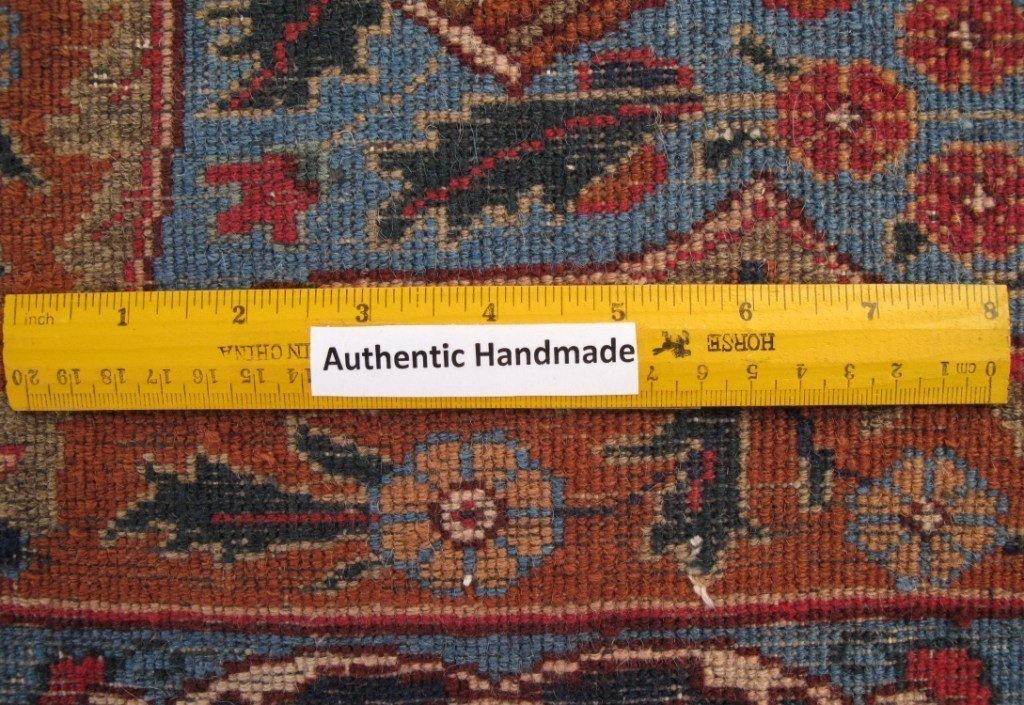 inch 1 2 3 4 5 6 7 8
IN CHINA
HORSE
Authentic Handmade
20 19 18 17 16 15 14 7 6 5 4 3 2 1 cm 0